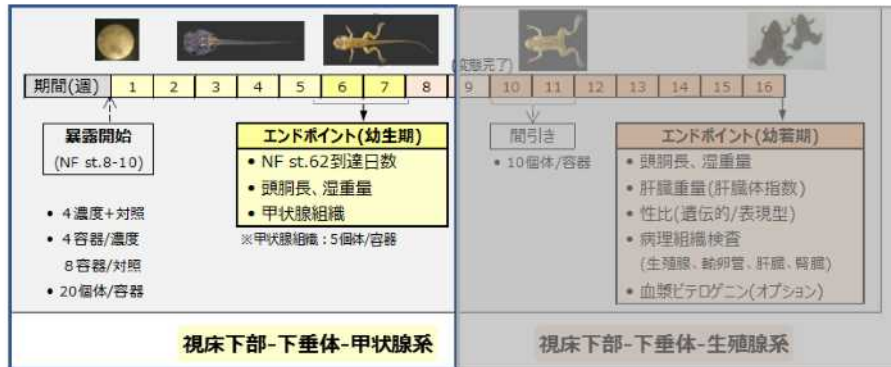 (変態完了)
期間(週) 1 2 3 4 5 6 7 8 9 10 11 12 13 14 15 16
暴露開始
(NF st.8-10)
• 4濃度+対照
• 4容器/濃度
8容器/対照
• 20個体/容器
エンドポイント(幼生期)
• NF st.62到達日数
• 頭胴長、湿重量
• 甲状腺組織
※甲状腺組織：5個体/容器
間引き
• 10個体/容器
エンドポイント(幼若期)
• 頭胴長、湿重量
• 肝臓重量(肝臓体指数)
• 性比(遺伝的/表現型)
• 病理組織検査
(生殖腺、輸卵管、肝臓、腎臓)
• 血漿ビテロゲニン(オプション)
視床下部-下垂体-甲状腺系
視床下部-下垂体-生殖腺系